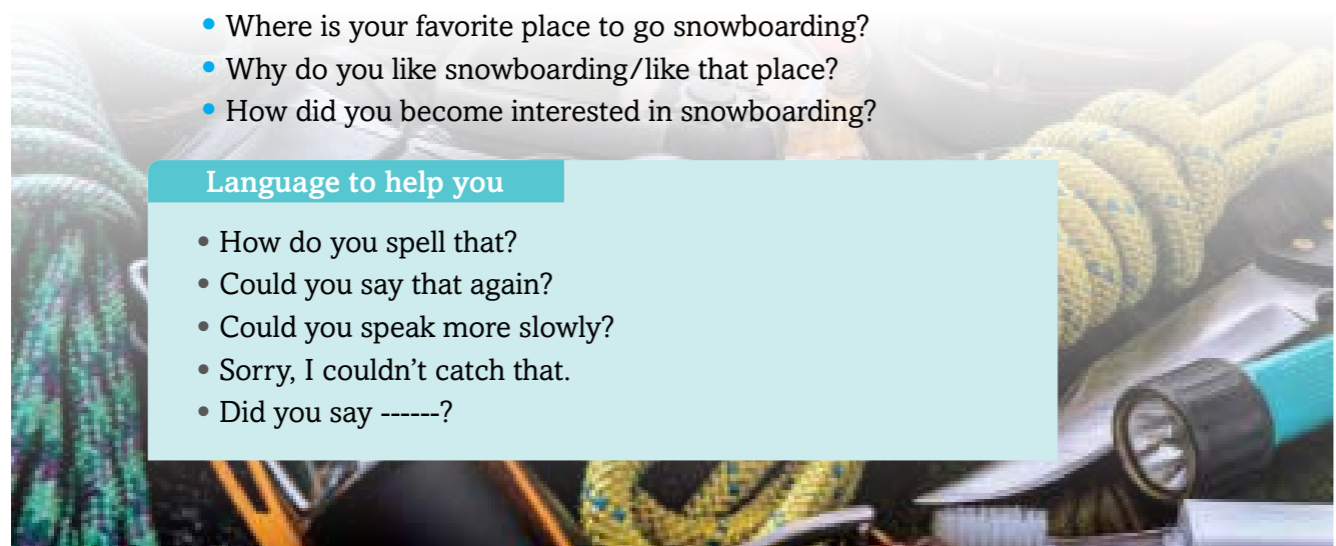 • Where is your favorite place to go snowboarding?
• Why do you like snowboarding/like that place?
• How did you become interested in snowboarding?
Language to help you
• How do you spell that?
• Could you say that again?
• Could you speak more slowly?
• Sorry, I couldn’t catch that.
• Did you say ------?